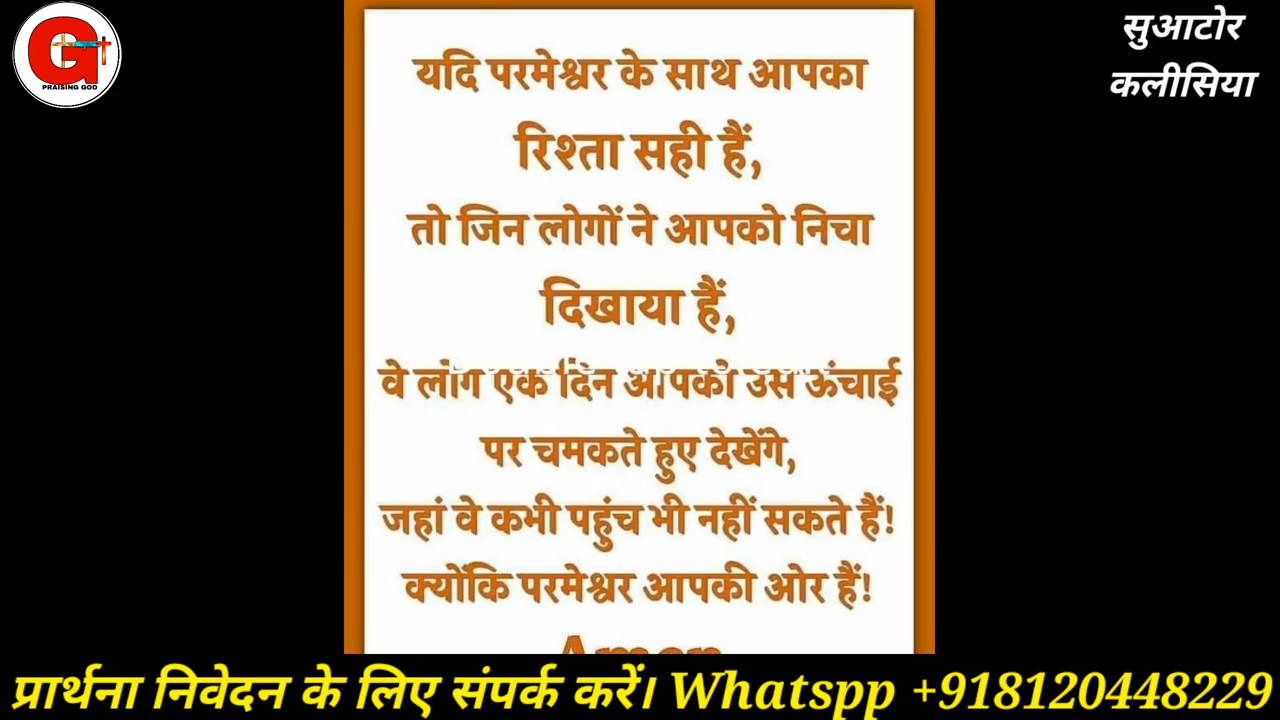 G
PRAISING GOD
सुआटोर
कलीसिया
यदि परमेश्वर के साथ आपका
रिश्ता सही हैं,
तो जिन लोगों ने आपको निचा
दिखाया हैं,
वे लोग एक दिन आपको उस ऊंचाई
पर चमकते हुए देखेंगे,
जहां वे कभी पहुंच भी नहीं सकते हैं!
क्योंकि परमेश्वर आपकी ओर हैं!
Amen
प्रार्थना निवेदन के लिए संपर्क करें। Whatspp +918120448229